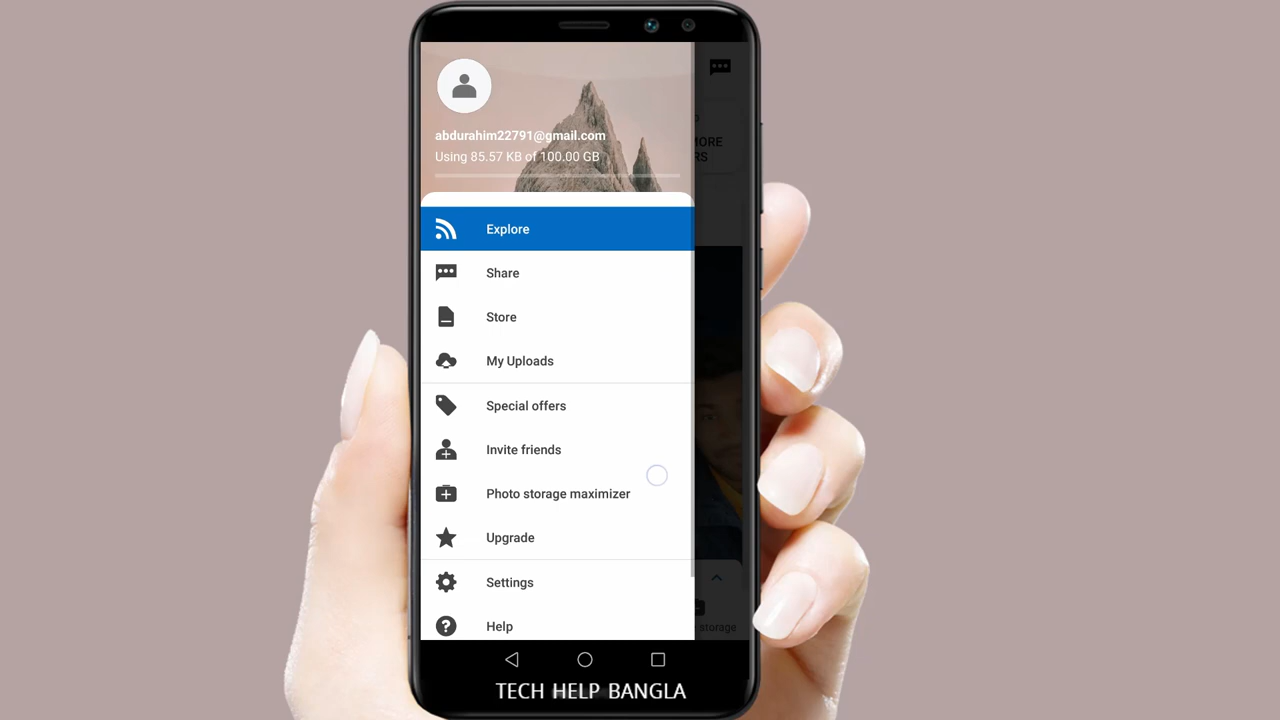 abdurahim22791@gmail.com
Using 85.57 KB of 100.00 GB
Explore
Share
Store
My Uploads
Special offers
Invite friends
Photo storage maximizer
Upgrade
Settings
Help
storage
TECH HELP BANGLA